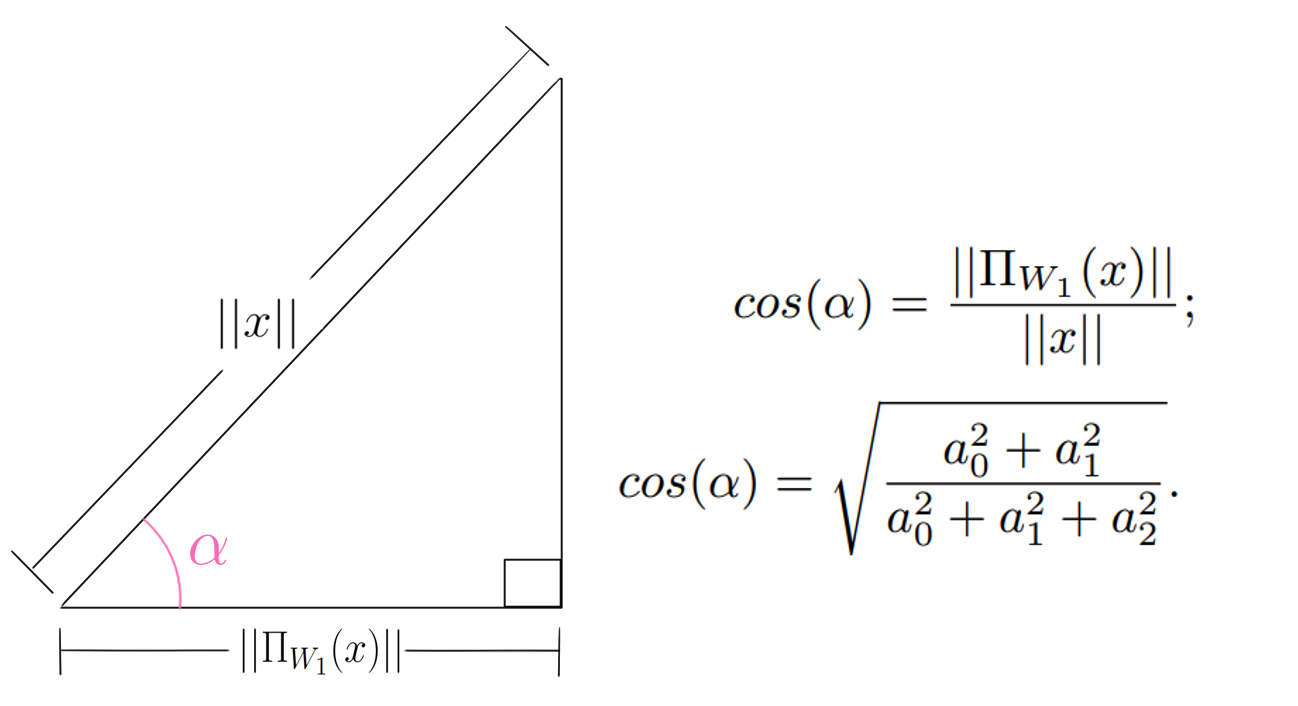 ||x||
cos(α) = ||Π_{W_1}(x)|| / ||x||;
cos(α) = √((a_0^2 + a_1^2) / (a_0^2 + a_1^2 + a_2^2)).
α
||Π_{W_1}(x)||